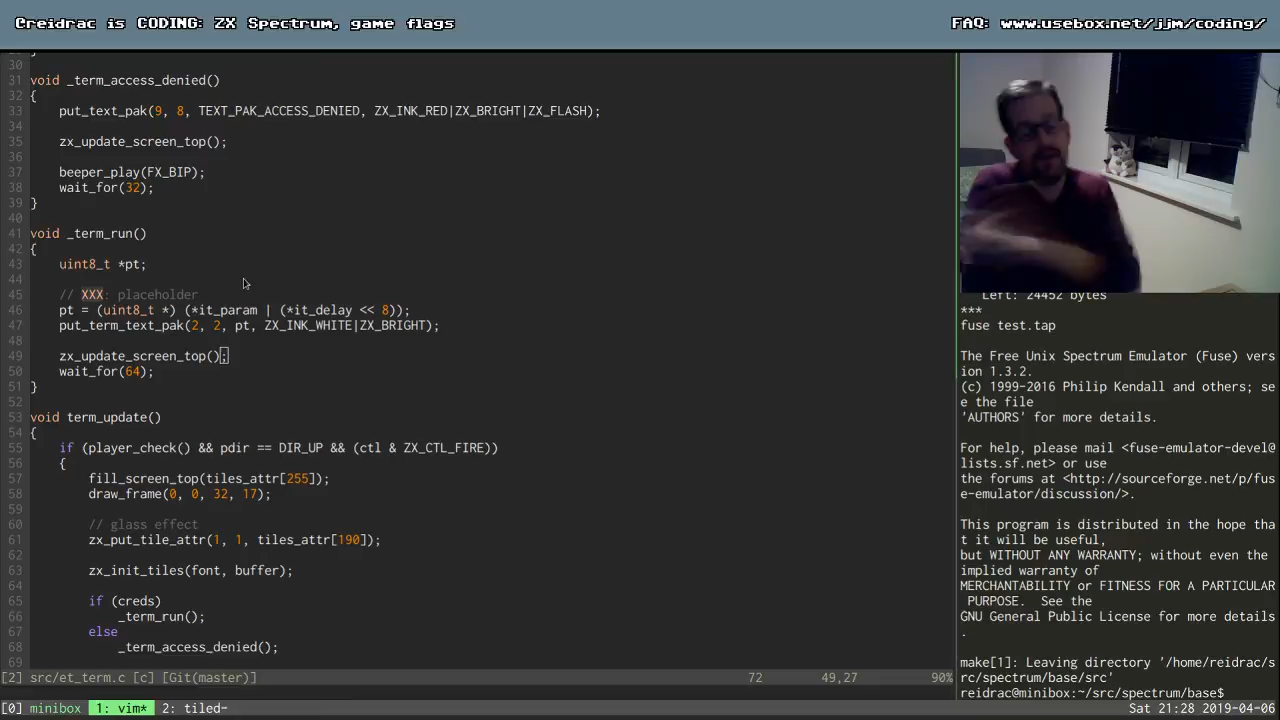 Creidrac is CODING: ZX Spectrum, game flags
FAQ: www.usebox.net/jjm/coding/
30
31 void _term_access_denied()
32 {
33 put_text_pak(9, 8, TEXT_PAK_ACCESS_DENIED, ZX_INK_RED|ZX_BRIGHT|ZX_FLASH);
34
35 zx_update_screen_top();
36
37 beeper_play(FX_BIP);
38 wait_for(32);
39 }
40
41 void _term_run()
42 {
43 uint8_t *pt;
44
45 // XXX: placeholder
46 pt = (uint8_t *) (*it_param | (*it_delay << 8));
47 put_term_text_pak(2, 2, pt, ZX_INK_WHITE|ZX_BRIGHT);
48
49 zx_update_screen_top();
50 wait_for(64);
51 }
52
53 void term_update()
54 {
55 if (player_check() && pdir == DIR_UP && (ctl & ZX_CTL_FIRE))
56 {
57 fill_screen_top(tiles_attr[255]);
58 draw_frame(0, 0, 32, 17);
59
60 // glass effect
61 zx_put_tile_attr(1, 1, tiles_attr[190]);
62
63 zx_init_tiles(font, buffer);
64
65 if (creds)
66 _term_run();
67 else
68 _term_access_denied();
69
[2] src/et_term.c [c] [Git(master)] 72 49,27 90%
Left: 24452 bytes
***
fuse test.tap
The Free Unix Spectrum Emulator (Fuse) vers
ion 1.3.2.
(c) 1999-2016 Philip Kendall and others; se
e the file
'AUTHORS' for more details.
For help, please mail <fuse-emulator-devel@
lists.sf.net> or use
the forums at <http://sourceforge.net/p/fus
e-emulator/discussion/>.
This program is distributed in the hope tha
t it will be useful,
but WITHOUT ANY WARRANTY; without even the
implied warranty of
MERCHANTABILITY or FITNESS FOR A PARTICULAR
PURPOSE. See the
GNU General Public License for more details
.
make[1]: Leaving directory '/home/reidrac/s
rc/spectrum/base/src'
reidrac@minibox:~/src/spectrum/base$
[0] minibox 1: vim* 2: tiled- Sat 21:28 2019-04-06